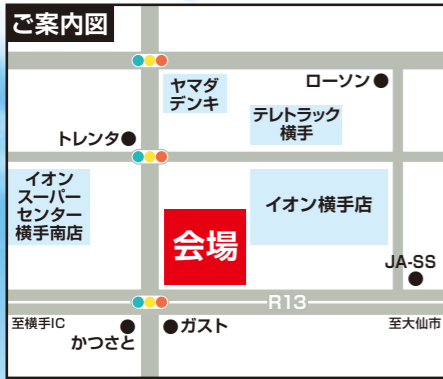 ご案内図
ヤマダ
デンキ
ローソン
テレトラック
横手
トレンタ
イオン
スーパー
センター
横手南店
会場
イオン横手店
JA-SS
R13
至横手IC
かつさと
ガスト
至大仙市